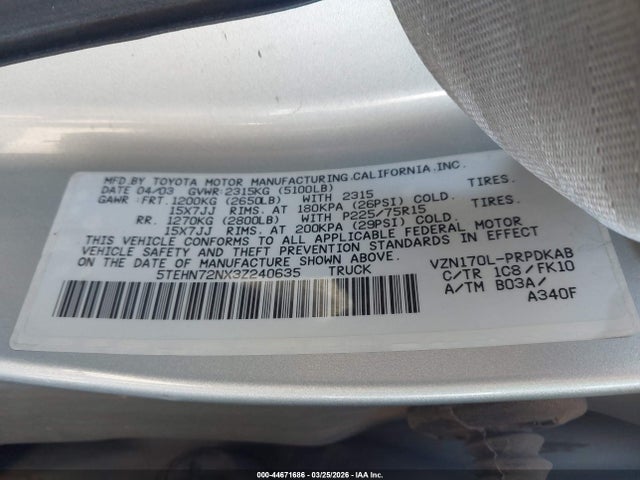 MFD.BY TOYOTA MOTOR MANUFACTURING.CALIFORNIA.INC.
DATE 04/03 GVWR:2315KG (5100LB)
GAWR: FRT. 1200KG (2650LB) WITH 2315 TIRES.
15X7JJ RIMS. AT 180KPA (26PSI) COLD.
RR. 1270KG (2800LB) WITH P225/75R15 TIRES.
15X7JJ RIMS. AT 200KPA (29PSI) COLD.
THIS VEHICLE CONFORMS TO ALL APPLICABLE FEDERAL MOTOR
VEHICLE SAFETY AND THEFT PREVENTION STANDARDS IN EFFECT
ON THE DATE OF MANUFACTURE SHOWN ABOVE.
5TEHN72NX3Z240635 TRUCK VZN170L-PRPDKAB
C/TR 1C8/FK10
A/TM B03A/
A340F
000-44671686 03/25/2026 IAA Inc.